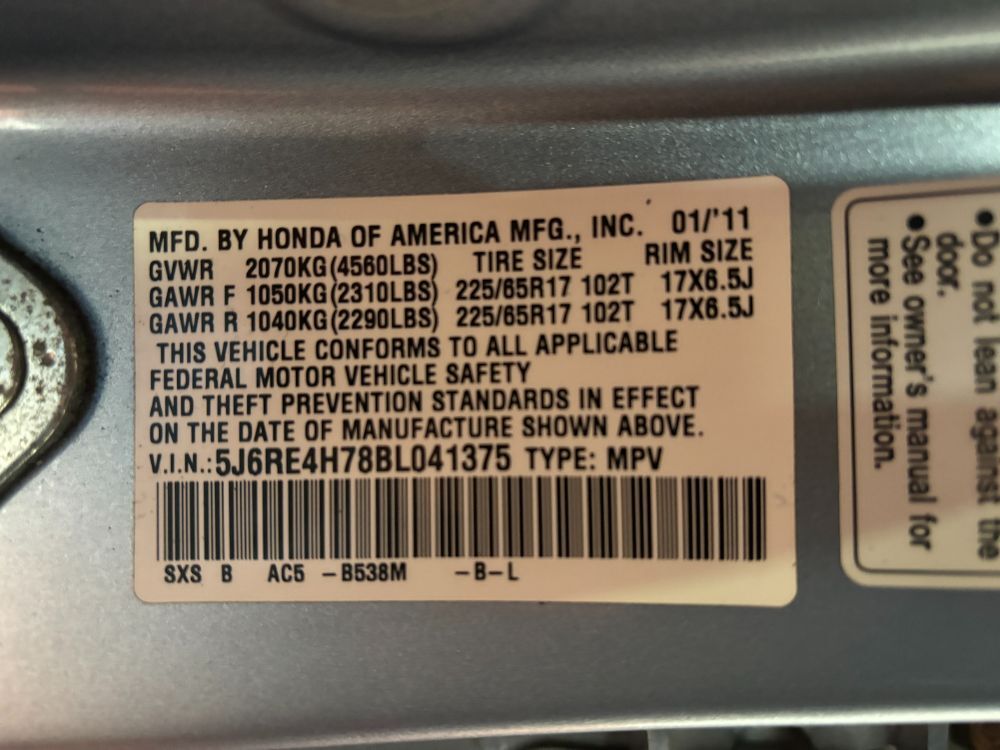 MFD. BY HONDA OF AMERICA MFG., INC. 01/'11
GVWR 2070KG(4560LBS) TIRE SIZE RIM SIZE
GAWR F 1050KG(2310LBS) 225/65R17 102T 17X6.5J
GAWR R 1040KG(2290LBS) 225/65R17 102T 17X6.5J
THIS VEHICLE CONFORMS TO ALL APPLICABLE
FEDERAL MOTOR VEHICLE SAFETY
AND THEFT PREVENTION STANDARDS IN EFFECT
ON THE DATE OF MANUFACTURE SHOWN ABOVE.
V.I.N.:5J6RE4H78BL041375 TYPE: MPV
SXS B AC5 -B538M -B-L
●Do not lean against the
door.
●See owner's manual for
more information.